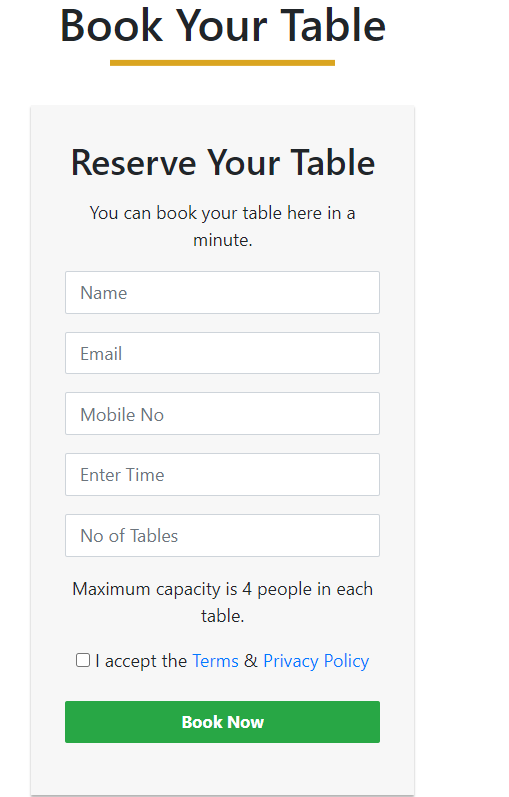 Book Your Table
Reserve Your Table
You can book your table here in a
minute.
Name
Email
Mobile No
Enter Time
No of Tables
Maximum capacity is 4 people in each
table.
I accept the Terms & Privacy Policy
Book Now